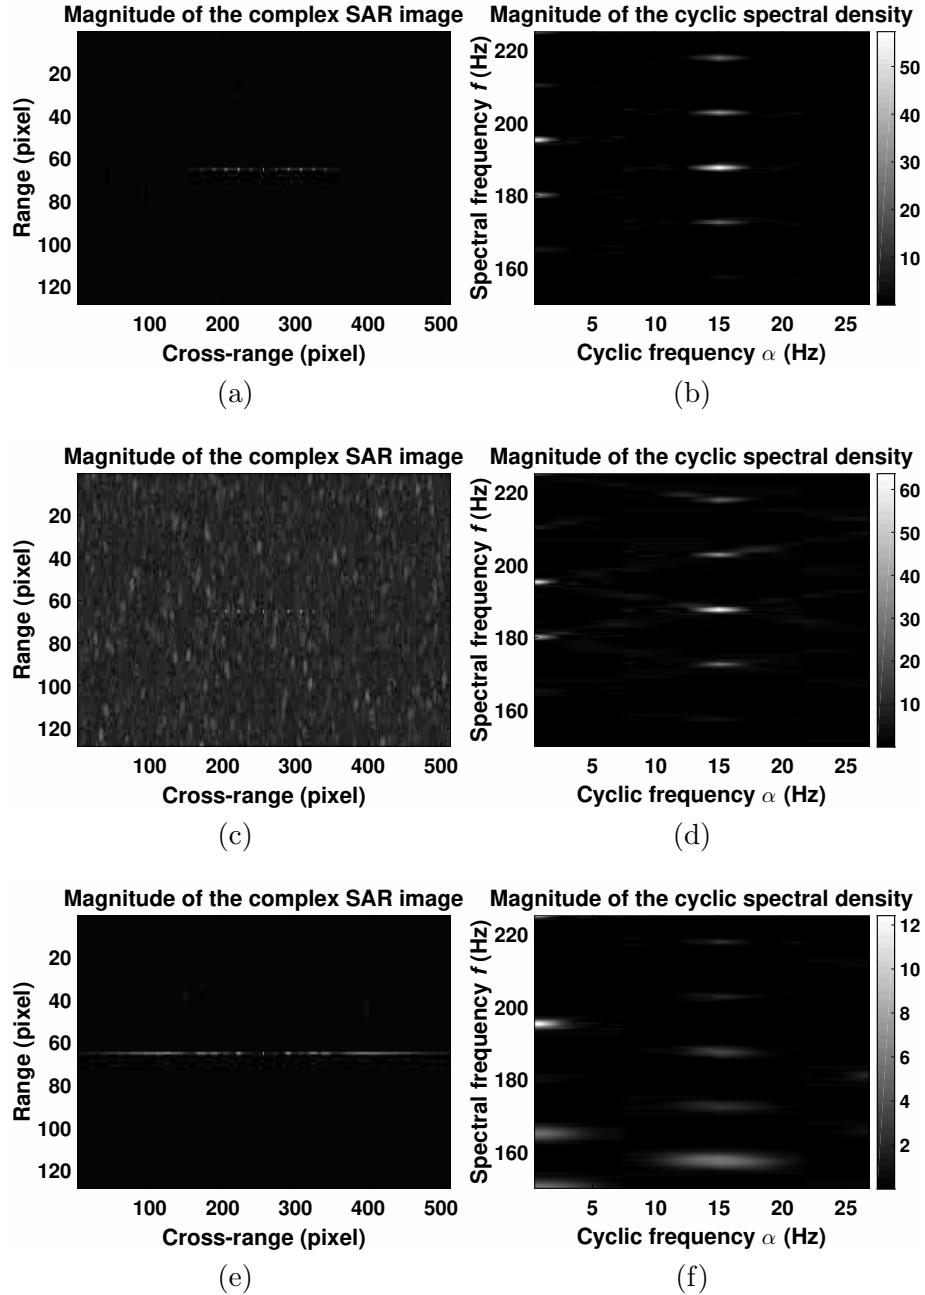 Magnitude of the complex SAR image
Range (pixel)
20
40
60
80
100
120
100 200 300 400 500
Cross-range (pixel)
(a)
Magnitude of the cyclic spectral density
Spectral frequency f (Hz)
220
200
180
160
5 10 15 20 25
Cyclic frequency α (Hz)
50
40
30
20
10
(b)
Magnitude of the complex SAR image
Range (pixel)
20
40
60
80
100
120
100 200 300 400 500
Cross-range (pixel)
(c)
Magnitude of the cyclic spectral density
Spectral frequency f (Hz)
220
200
180
160
5 10 15 20 25
Cyclic frequency α (Hz)
60
50
40
30
20
10
(d)
Magnitude of the complex SAR image
Range (pixel)
20
40
60
80
100
120
100 200 300 400 500
Cross-range (pixel)
(e)
Magnitude of the cyclic spectral density
Spectral frequency f (Hz)
220
200
180
160
5 10 15 20 25
Cyclic frequency α (Hz)
12
10
8
6
4
2
(f)